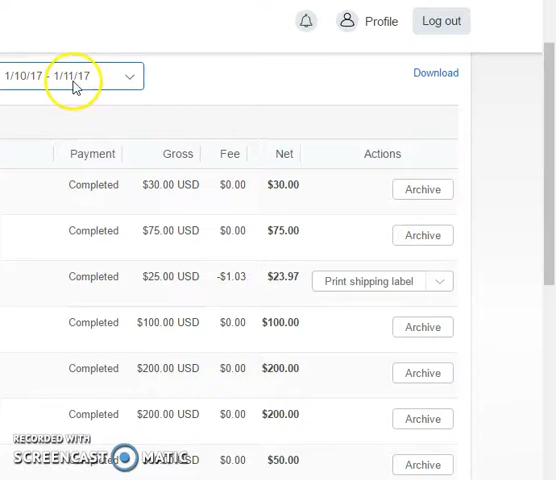 Profile Log out
1/10/17 - 1/11/17 Download
Payment Gross Fee Net Actions
Completed $30.00 USD $0.00 $30.00 Archive
Completed $75.00 USD $0.00 $75.00 Archive
Completed $25.00 USD -$1.03 $23.97 Print shipping label
Completed $100.00 USD $0.00 $100.00 Archive
Completed $200.00 USD $0.00 $200.00 Archive
Completed $200.00 USD $0.00 $200.00 Archive
RECORDED WITH
SCREENCAST MATIC
USD $0.00 $50.00 Archive